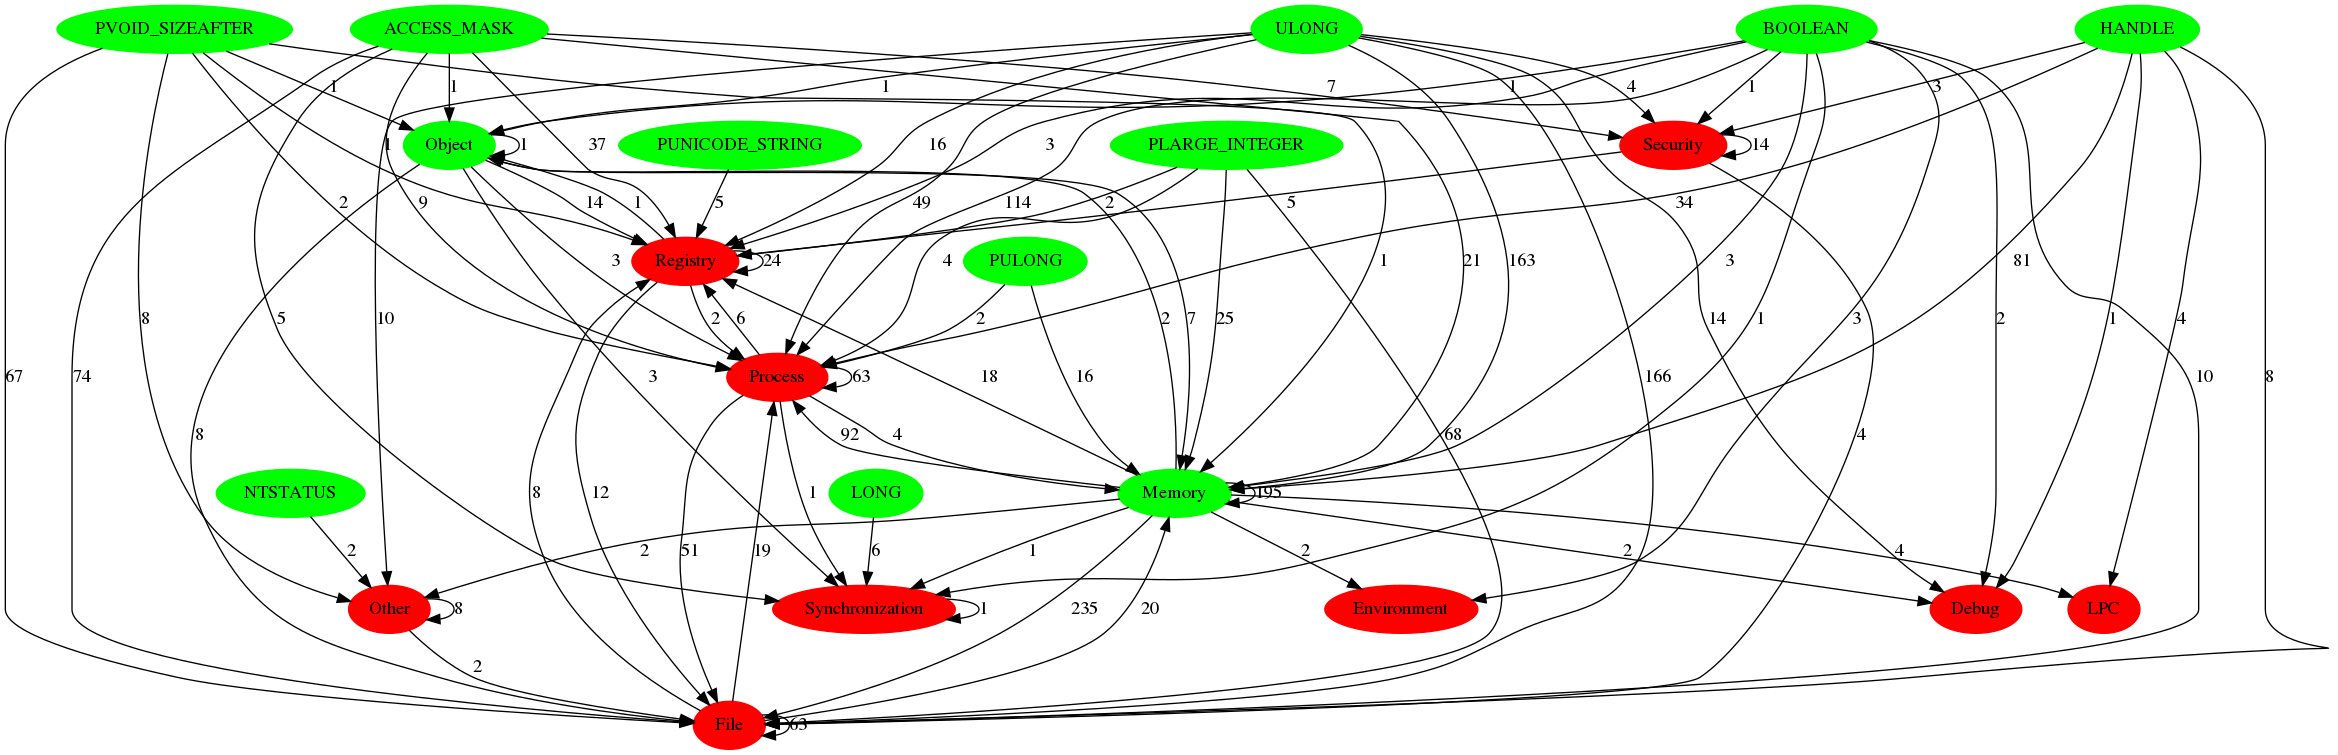 PVOID_SIZEAFTER ACCESS_MASK ULONG BOOLEAN HANDLE
1 1 1 7 4 1 1 3
Object 1 37 PUNICODE_STRING 16 3 PLARGE_INTEGER Security 14
1 2 9 14 1 5 49 114 2 5 34
Registry 24 4 PULONG 1 21 163 3 81
8 10 5 3 2 6 2 7 25 14 1 3 2 1 4
Process 63 18 16 166 10 8
67 74 8 3 92 4 68 4
NTSTATUS 8 12 1 LONG Memory 195
2 51 19 6 2 1 2 2 4
Other 8 Synchronization 1 235 20 Environment Debug LPC
2
File 63